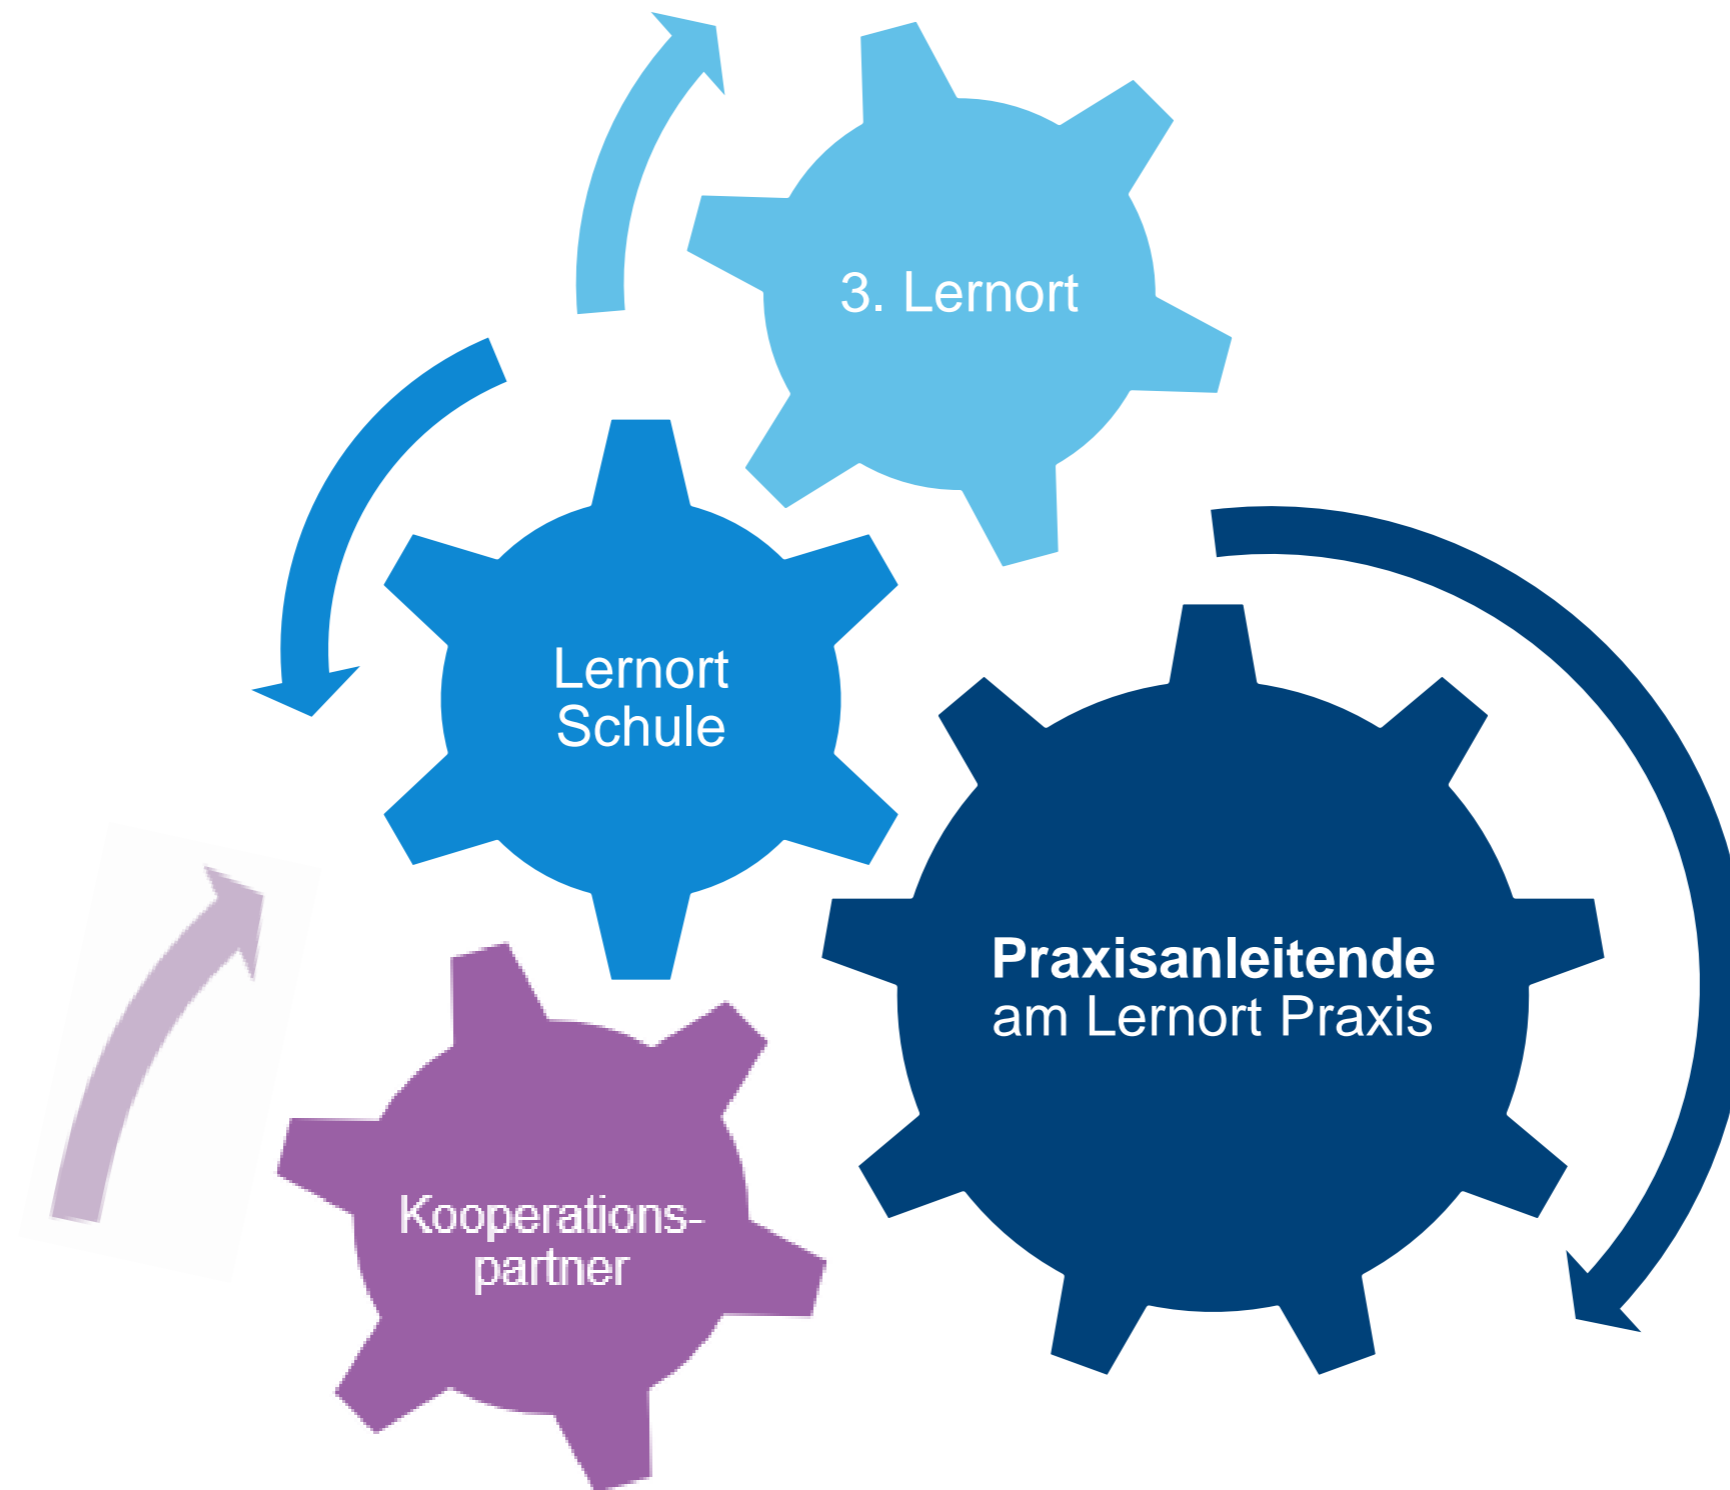 3. Lernort
Lernort
Schule
Praxisanleitende
am Lernort Praxis
Kooperations-
partner